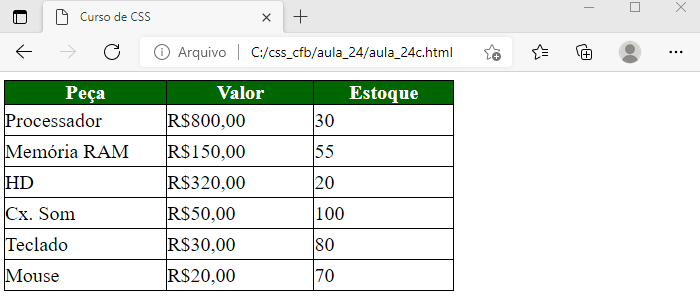 Curso de CSS
Arquivo | C:/css_cfb/aula_24/aula_24c.html
Peça Valor Estoque
Processador R$800,00 30
Memória RAM R$150,00 55
HD R$320,00 20
Cx. Som R$50,00 100
Teclado R$30,00 80
Mouse R$20,00 70